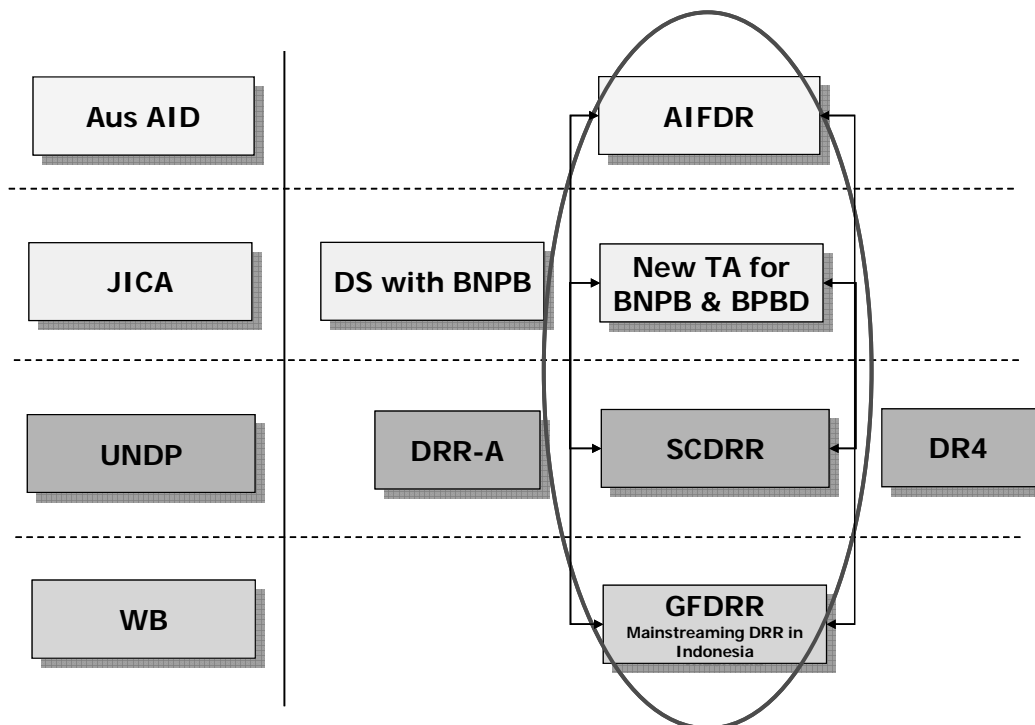 Aus AID
AIFDR
JICA
DS with BNPB
New TA for
BNPB & BPBD
UNDP
DRR-A
SCDRR
DR4
WB
GFDRR
Mainstreaming DRR in
Indonesia